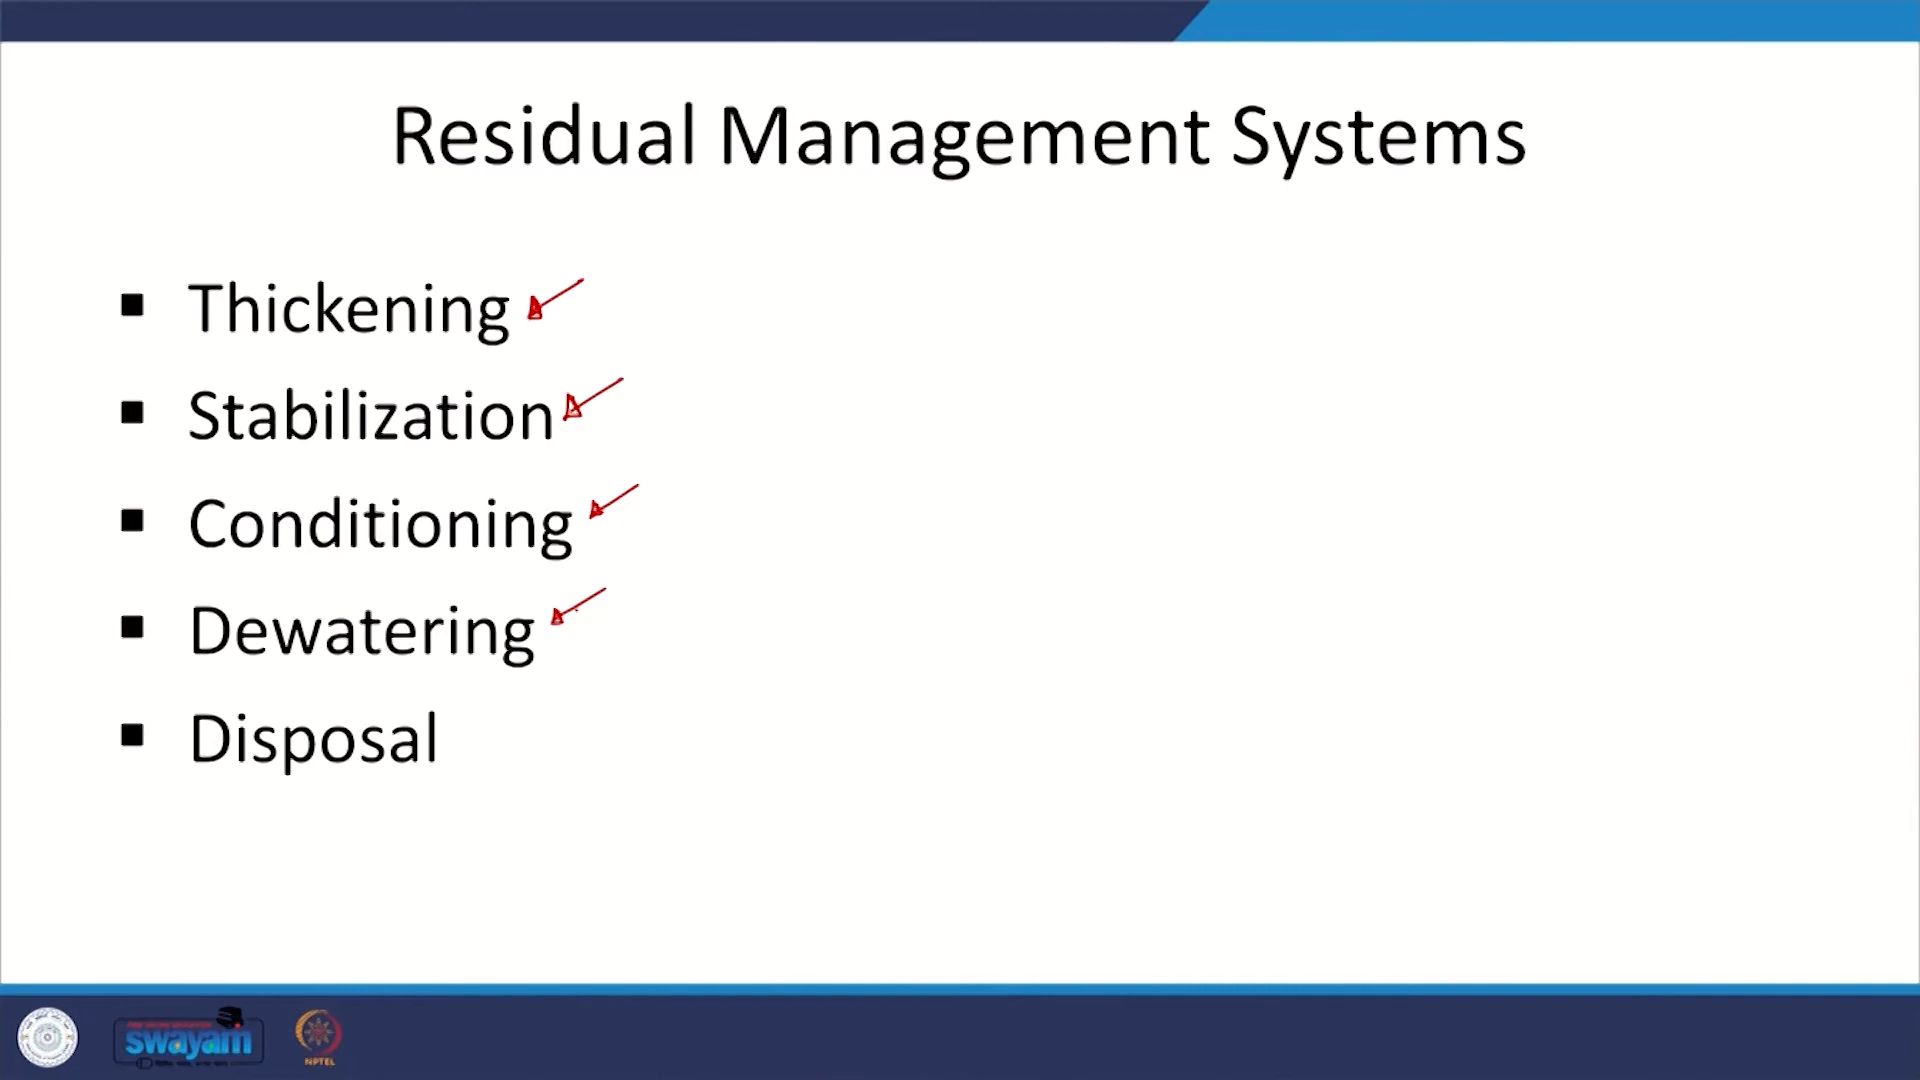 Residual Management Systems
▪ Thickening
▪ Stabilization
▪ Conditioning
▪ Dewatering
▪ Disposal
swayam
NPTEL